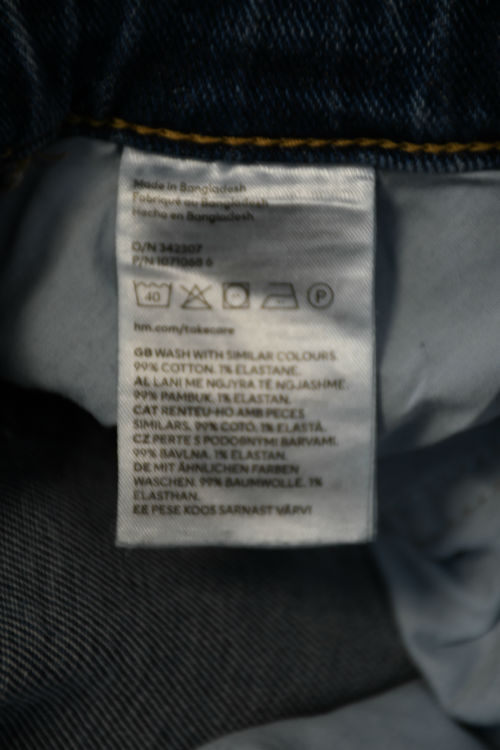 Made in Bangladesh
Fabriqué au Bangladesh
Hecho en Bangladesh
O/N 342307
P/N 1071068 6
40 P
hm.com/takecare
GB WASH WITH SIMILAR COLOURS.
99% COTTON. 1% ELASTANE.
AL LANI ME NGJYRA TË NGJASHME.
99% PAMBUK. 1% ELASTAN.
CAT RENTEU-HO AMB PECES
SIMILARS. 99% COTÓ. 1% ELASTÀ.
CZ PERTE S PODOBNÝMI BARVAMI.
99% BAVLNA. 1% ELASTAN.
DE MIT ÄHNLICHEN FARBEN
WASCHEN. 99% BAUMWOLLE. 1%
ELASTHAN.
EE PESE KOOS SARNAST VÄRVI